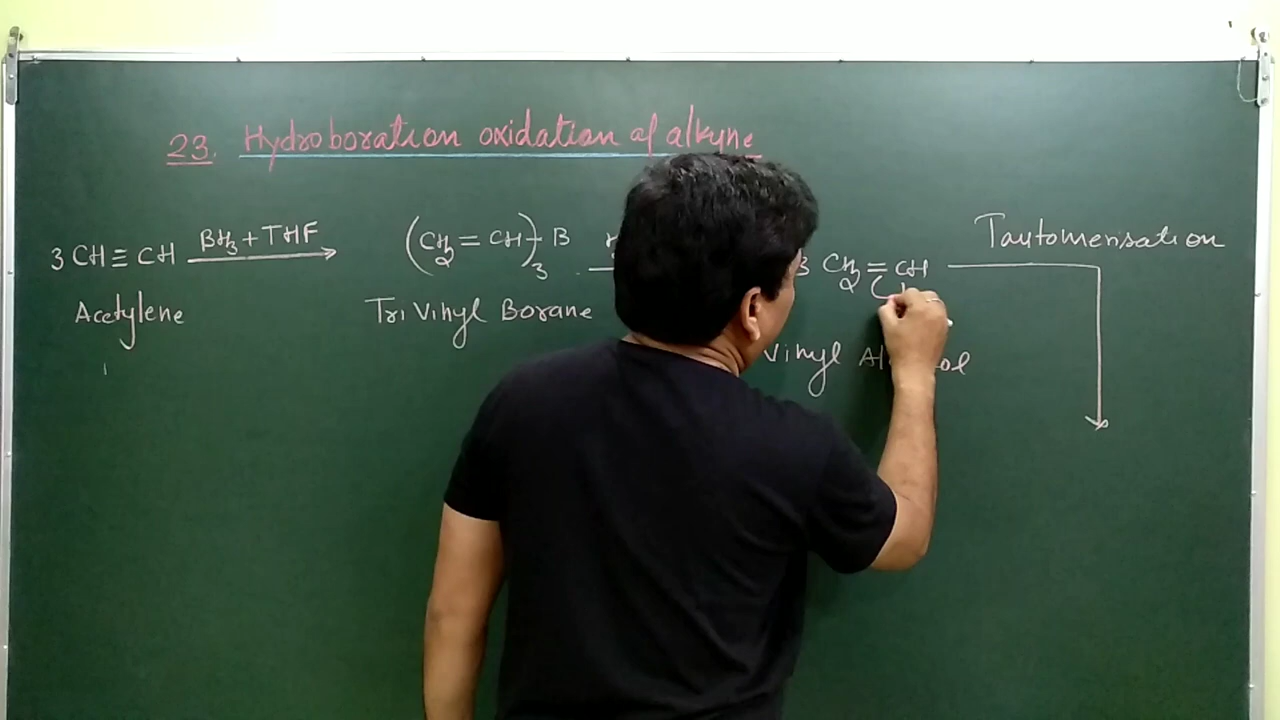 23. Hydroboration oxidation of alkyne
3 CH ≡ CH BH3 + THF (CH2 = CH)3 B 3 CH2 = CH Tautomerisation
Acetylene Tri Vinyl Borane Vinyl